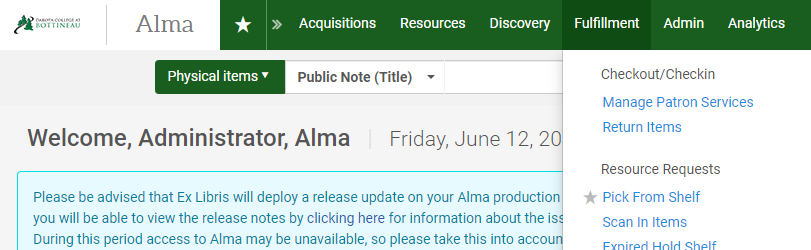 DAKOTA COLLEGE AT
BOTTINEAU
Alma
Acquisitions Resources Discovery Fulfillment Admin Analytics
Physical items Public Note (Title)
Checkout/Checkin
Manage Patron Services
Return Items
Welcome, Administrator, Alma Friday, June 12, 20
Resource Requests
Pick From Shelf
Scan In Items
Expired Hold Shelf
Please be advised that Ex Libris will deploy a release update on your Alma production
you will be able to view the release notes by clicking here for information about the iss
During this period access to Alma may be unavailable, so please take this into accoun